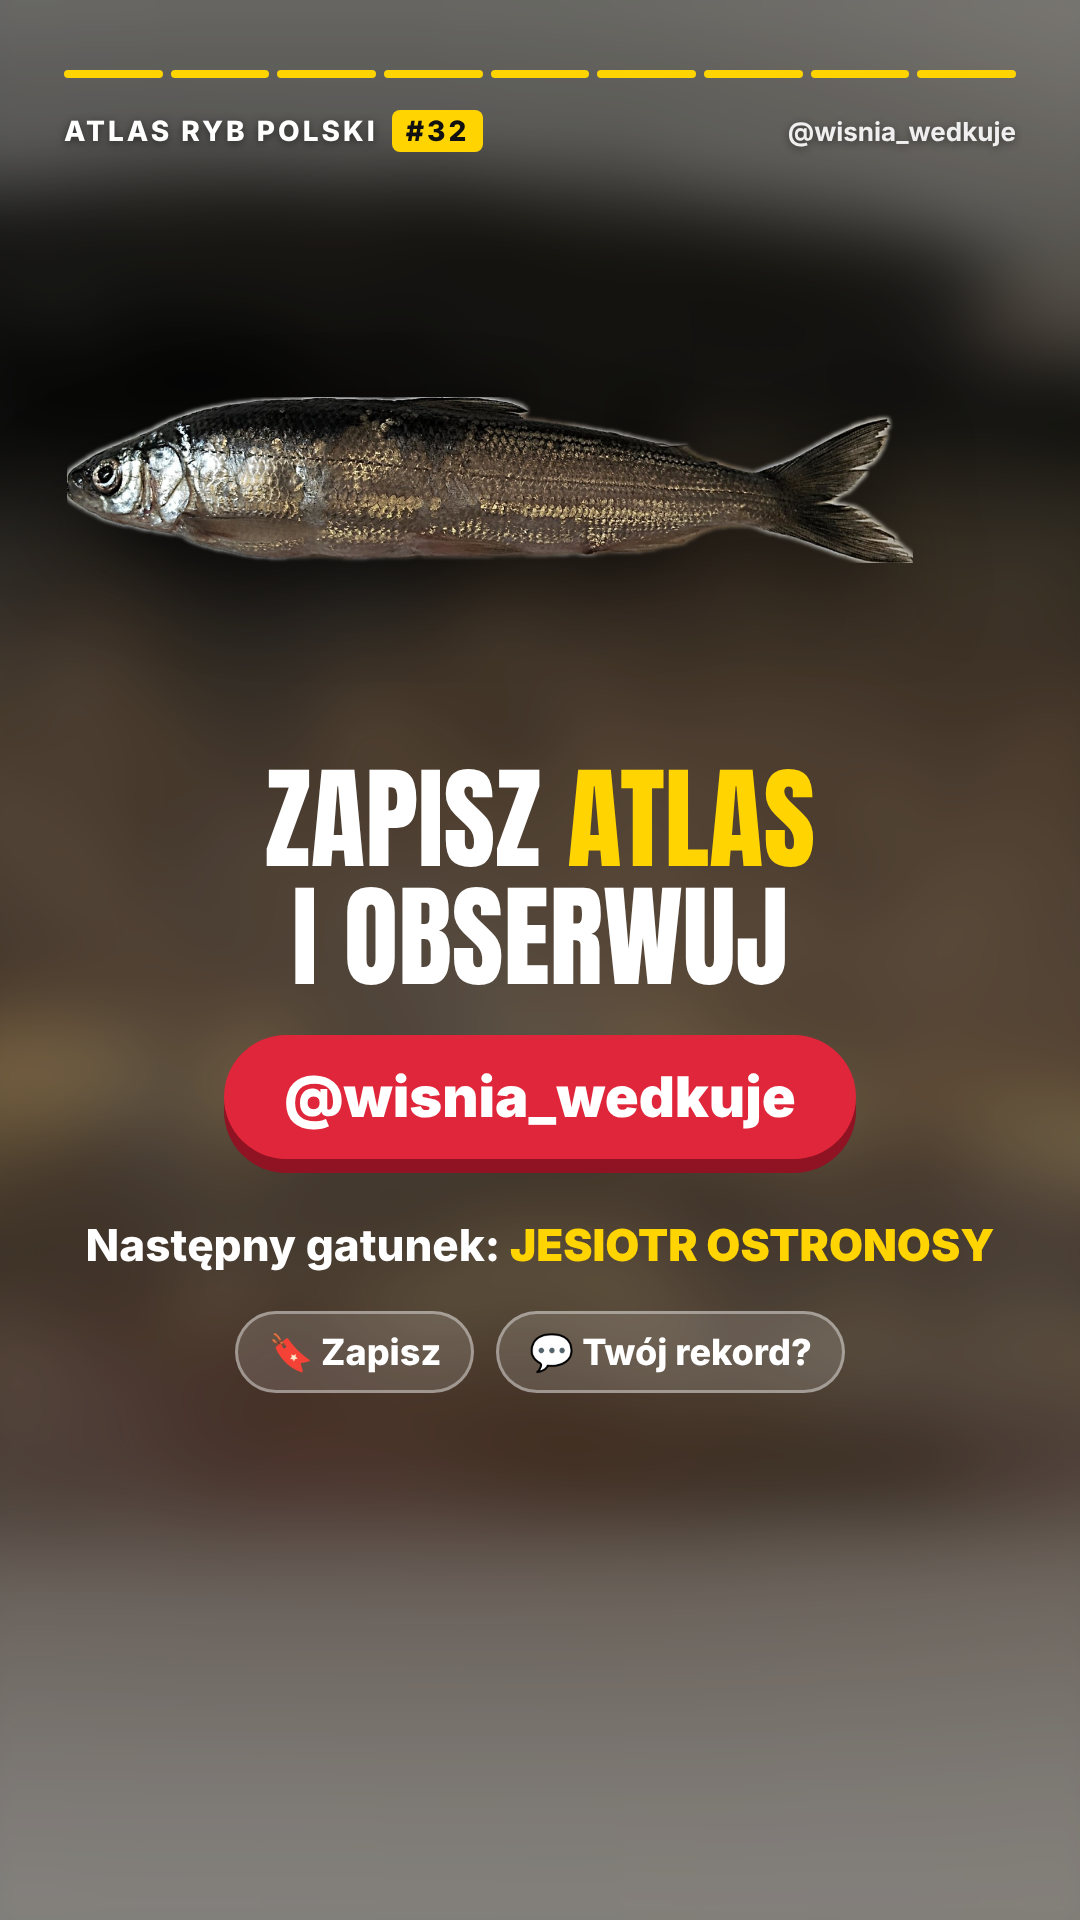 ATLAS RYB POLSKI #32
@wisnia_wedkuje
ZAPISZ ATLAS
I OBSERWUJ
@wisnia_wedkuje
Następny gatunek: JESIOTR OSTRONOSY
🔖 Zapisz
💬 Twój rekord?